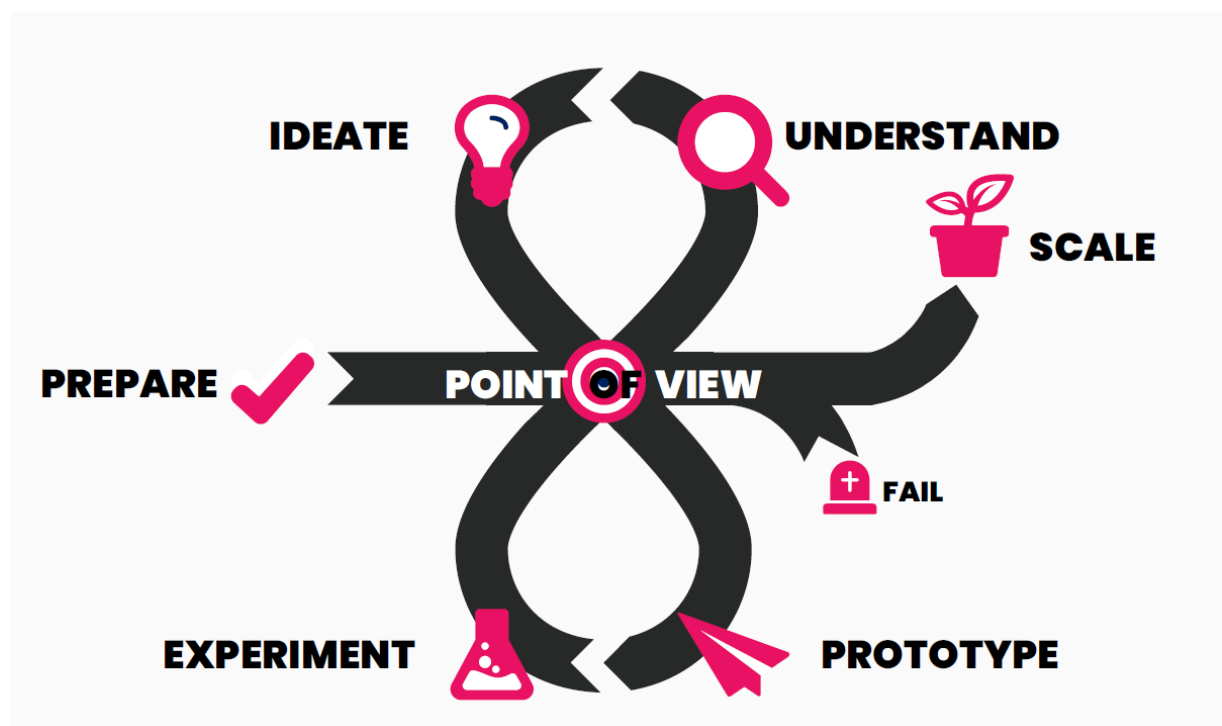 IDEATE
UNDERSTAND
SCALE
PREPARE
POINT OF VIEW
FAIL
EXPERIMENT
PROTOTYPE